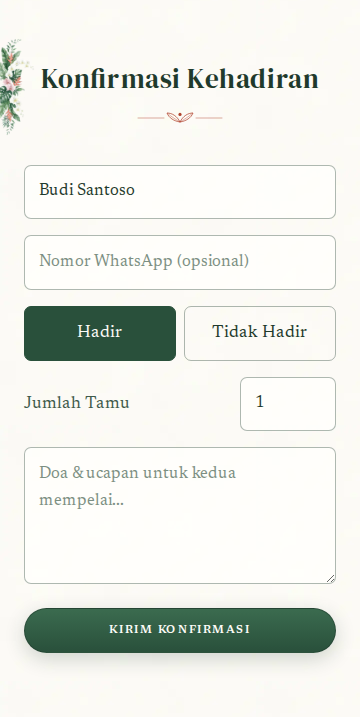 Konfirmasi Kehadiran
Budi Santoso
Nomor WhatsApp (opsional)
Hadir
Tidak Hadir
Jumlah Tamu
1
Doa & ucapan untuk kedua
mempelai...
KIRIM KONFIRMASI